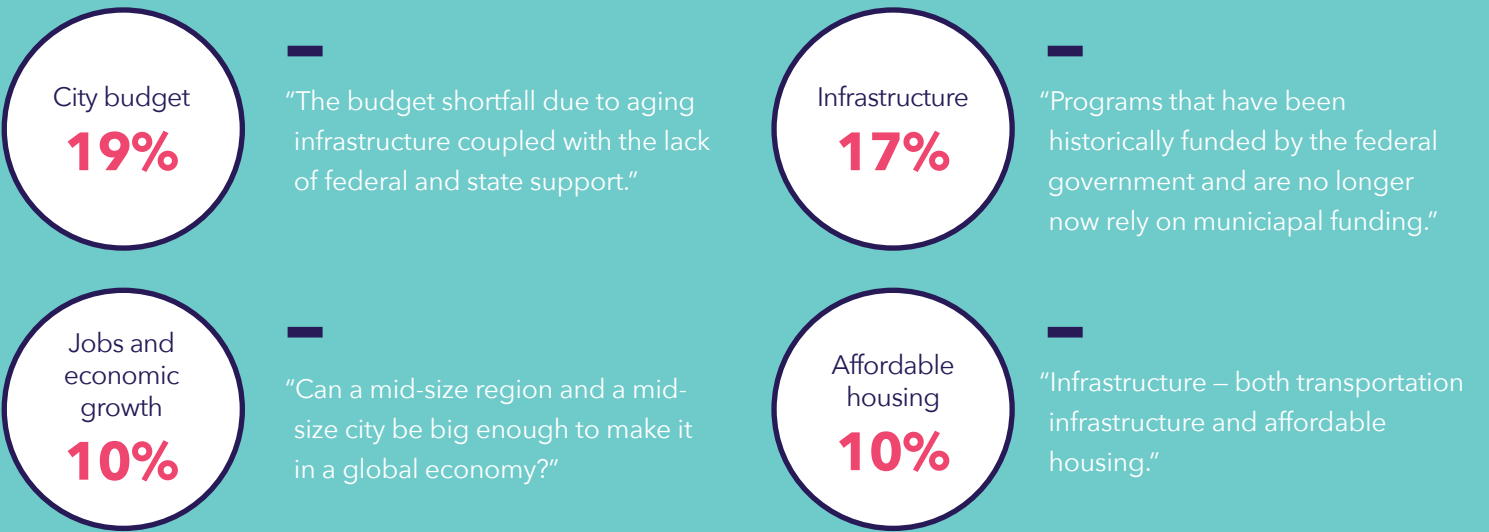 City budget
19%
“The budget shortfall due to aging
infrastructure coupled with the lack
of federal and state support.”
Infrastructure
17%
“Programs that have been
historically funded by the federal
government and are no longer
now rely on municiapal funding.”
Jobs and
economic
growth
10%
“Can a mid-size region and a mid-
size city be big enough to make it
in a global economy?”
Affordable
housing
10%
“Infrastructure – both transportation
infrastructure and affordable
housing.”